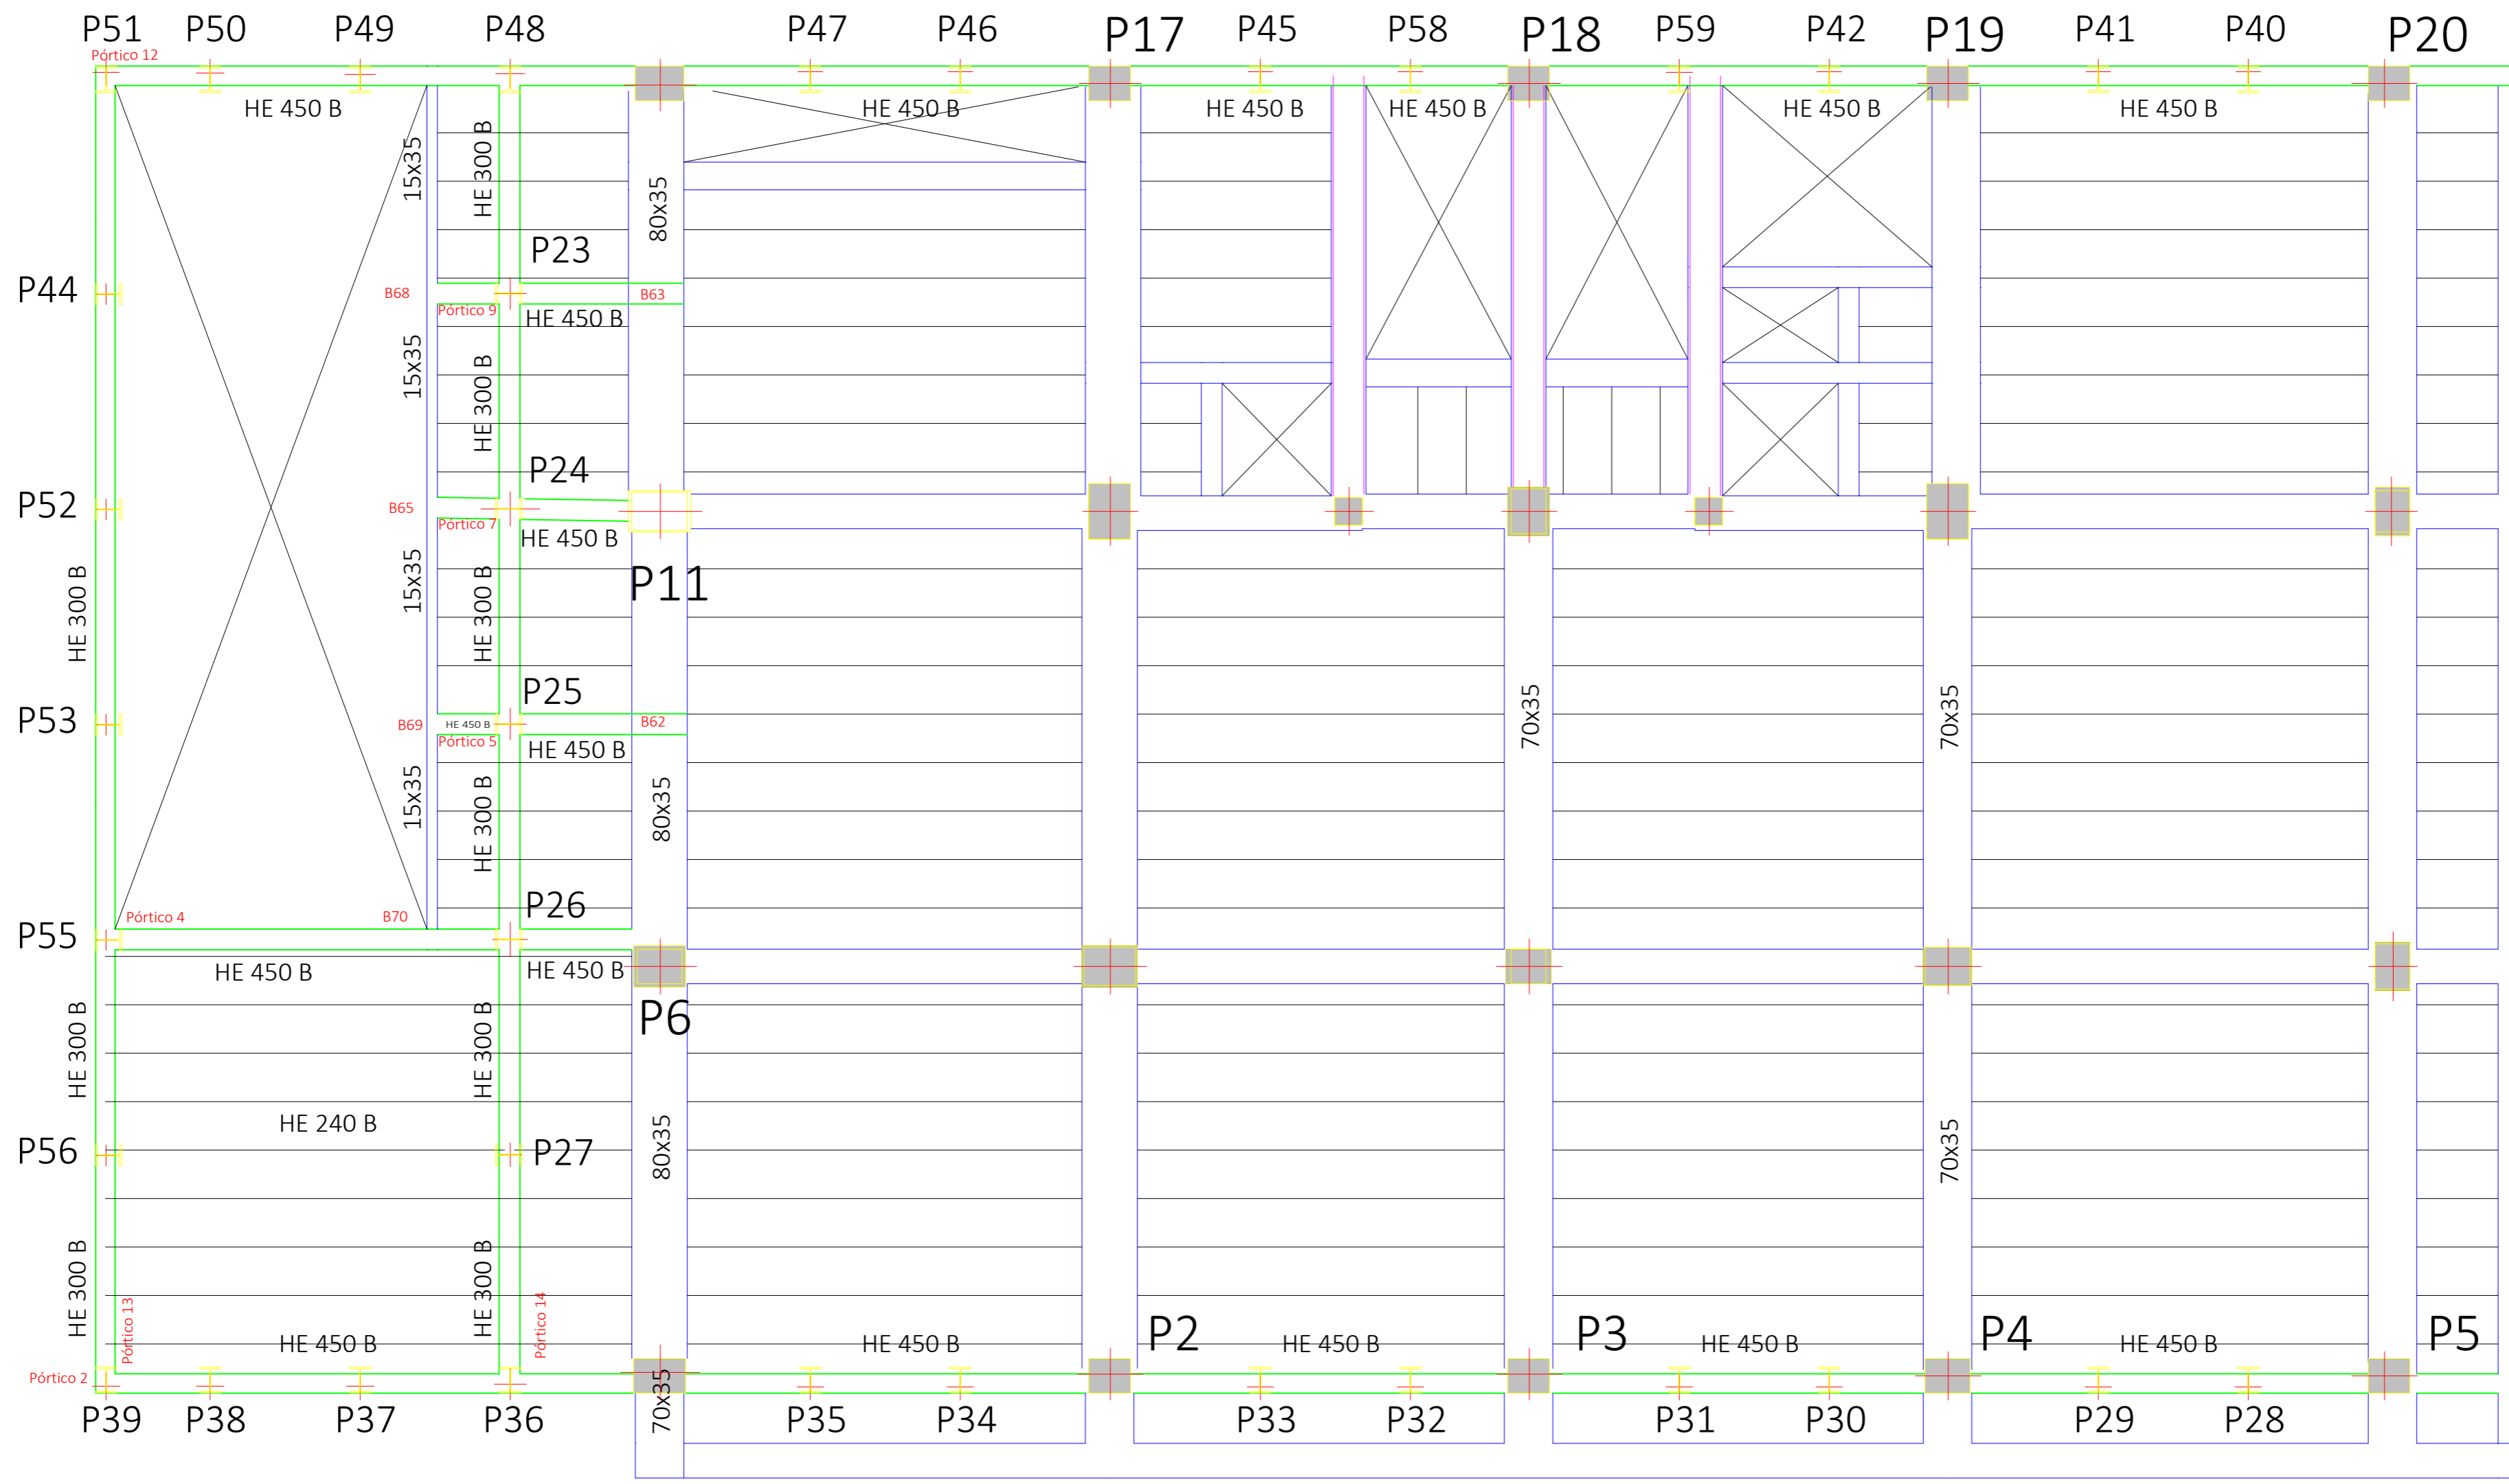 P51 P50 P49 P48 P47 P46 P17 P45 P58 P18 P59 P42 P19 P41 P40 P20
Pórtico 12
HE 450 B HE 450 B HE 450 B HE 450 B HE 450 B HE 450 B
15x35 HE 300 B 80x35
P23
P44 B68 B63
Pórtico 9 HE 450 B
15x35 HE 300 B
P24
P52 B65
Pórtico 7 HE 450 B
HE 300 B 15x35 HE 300 B P11
P25
P53 B69 HE 450 B B62 70x35 70x35
Pórtico 5 HE 450 B
15x35 HE 300 B 80x35
P26
Pórtico 4 B70
P55
HE 450 B HE 450 B
P6
HE 300 B HE 300 B
HE 240 B
P56 P27 80x35 70x35
HE 300 B HE 300 B
Pórtico 13 Pórtico 14
HE 450 B HE 450 B P2 HE 450 B P3 HE 450 B P4 HE 450 B P5
Pórtico 2
70x35
P39 P38 P37 P36 P35 P34 P33 P32 P31 P30 P29 P28